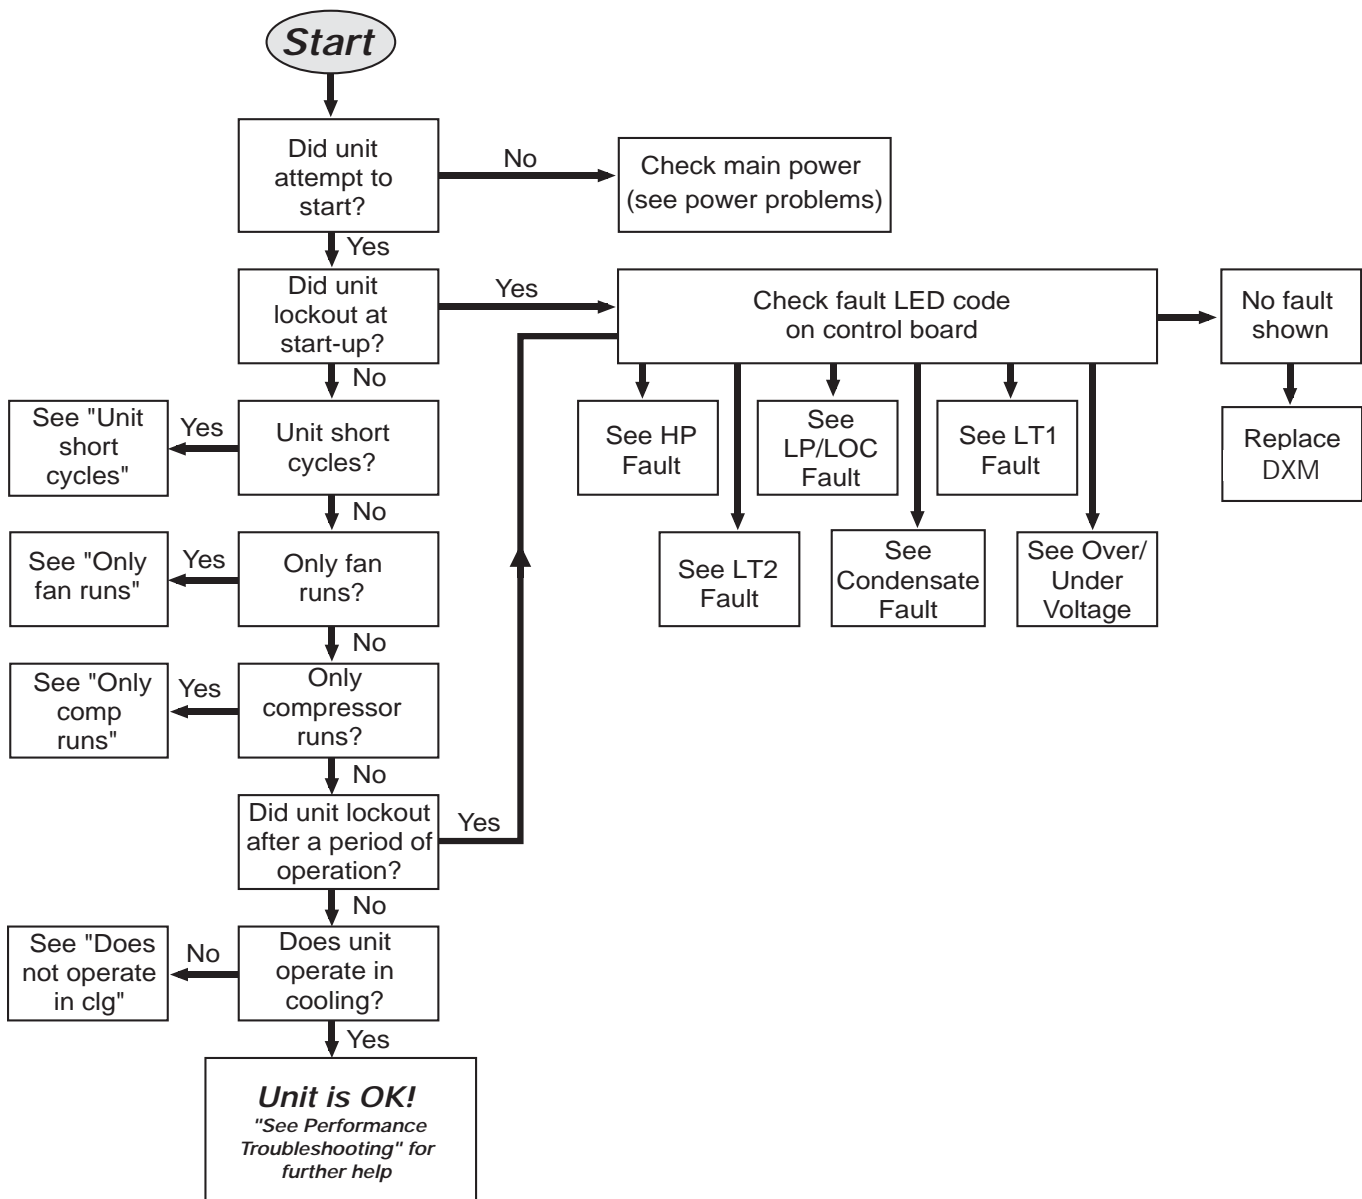 Start
Did unit
attempt to
start?
No
Check main power
(see power problems)
Yes
Did unit
lockout at
start-up?
Yes
Check fault LED code
on control board
No fault
shown
No
See "Unit
short
cycles"
Yes
Unit short
cycles?
See HP
Fault
See
LP/LOC
Fault
See LT1
Fault
Replace
DXM
No
See "Only
fan runs"
Yes
Only fan
runs?
See LT2
Fault
See
Condensate
Fault
See Over/
Under
Voltage
No
See "Only
comp
runs"
Yes
Only
compressor
runs?
No
Did unit lockout
after a period of
operation?
Yes
No
See "Does
not operate
in clg"
No
Does unit
operate in
cooling?
Yes
Unit is OK!
"See Performance
Troubleshooting" for
further help